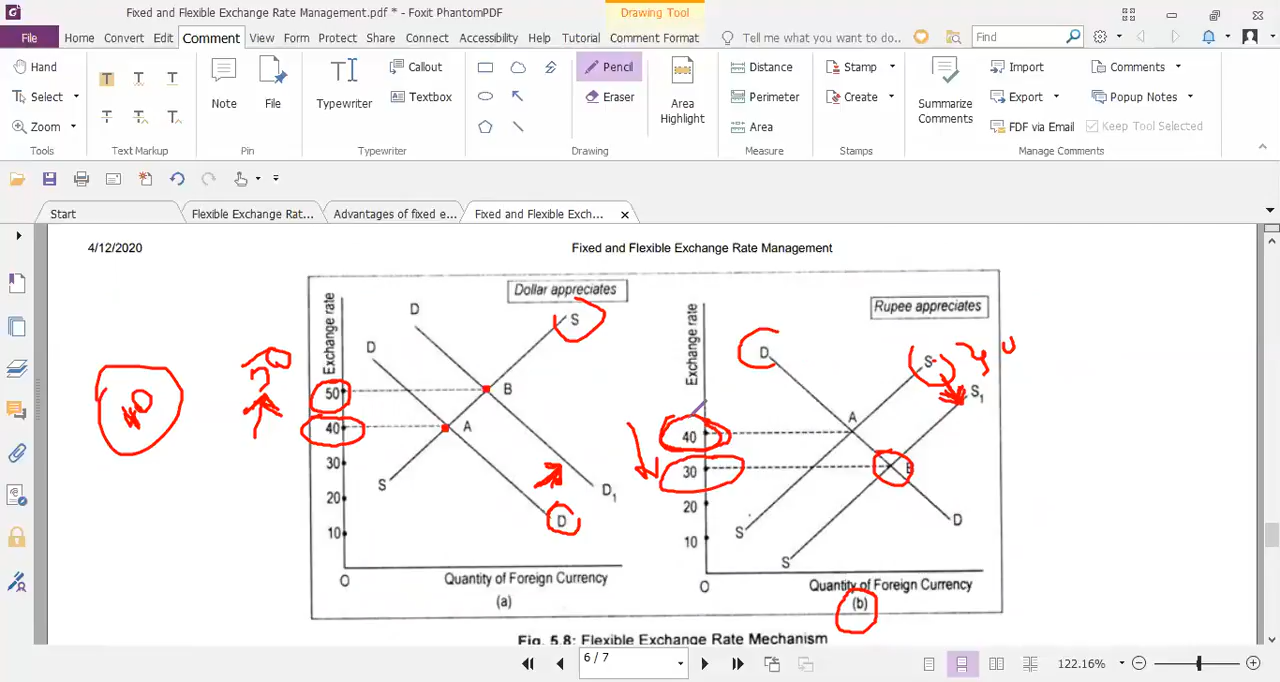 Fixed and Flexible Exchange Rate Management.pdf * - Foxit PhantomPDF
Drawing Tool
File Home Convert Edit Comment View Form Protect Share Connect Accessibility Help Tutorial Comment Format Tell me what you want to do.. Find
Hand
Select
Zoom
Tools
Text Markup
Note
File
Pin
Typewriter
Callout
Textbox
Typewriter
Pencil
Eraser
Drawing
Area Highlight
Distance
Perimeter
Area
Measure
Stamp
Create
Stamps
Summarize Comments
Import
Export
FDF via Email
Comments
Popup Notes
Keep Tool Selected
Manage Comments
Start
Flexible Exchange Rat...
Advantages of fixed e...
Fixed and Flexible Exch...
4/12/2020
Fixed and Flexible Exchange Rate Management
Dollar appreciates
Exchange rate
D
D
S
50
B
40
A
30
20
10
S
D1
D
O
Quantity of Foreign Currency
(a)
Rupee appreciates
Exchange rate
D
S
S1
A
40
30
20
10
S
S
D
O
Quantity of Foreign Currency
(b)
Fig. 5.8: Flexible Exchange Rate Mechanism
6 / 7
122.16%